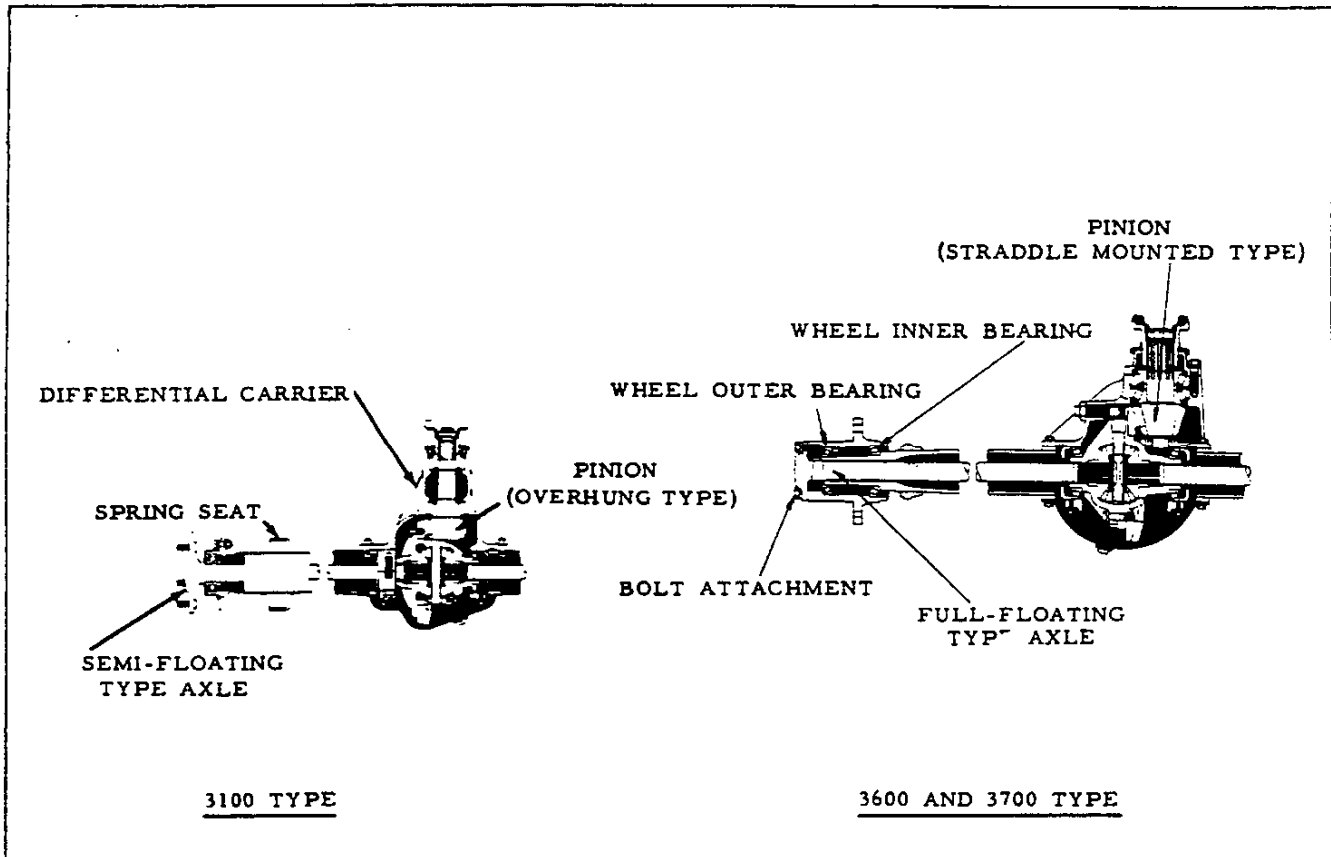 PINION
(STRADDLE MOUNTED TYPE)
WHEEL INNER BEARING
DIFFERENTIAL CARRIER
WHEEL OUTER BEARING
PINION
(OVERHUNG TYPE)
SPRING SEAT
BOLT ATTACHMENT
FULL-FLOATING
TYPE AXLE
SEMI-FLOATING
TYPE AXLE
3100 TYPE
3600 AND 3700 TYPE